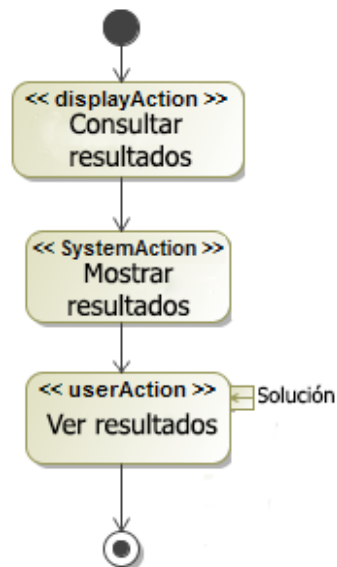 << displayAction >>
Consultar
resultados
<< SystemAction >>
Mostrar
resultados
<< userAction >>
Ver resultados
Solución